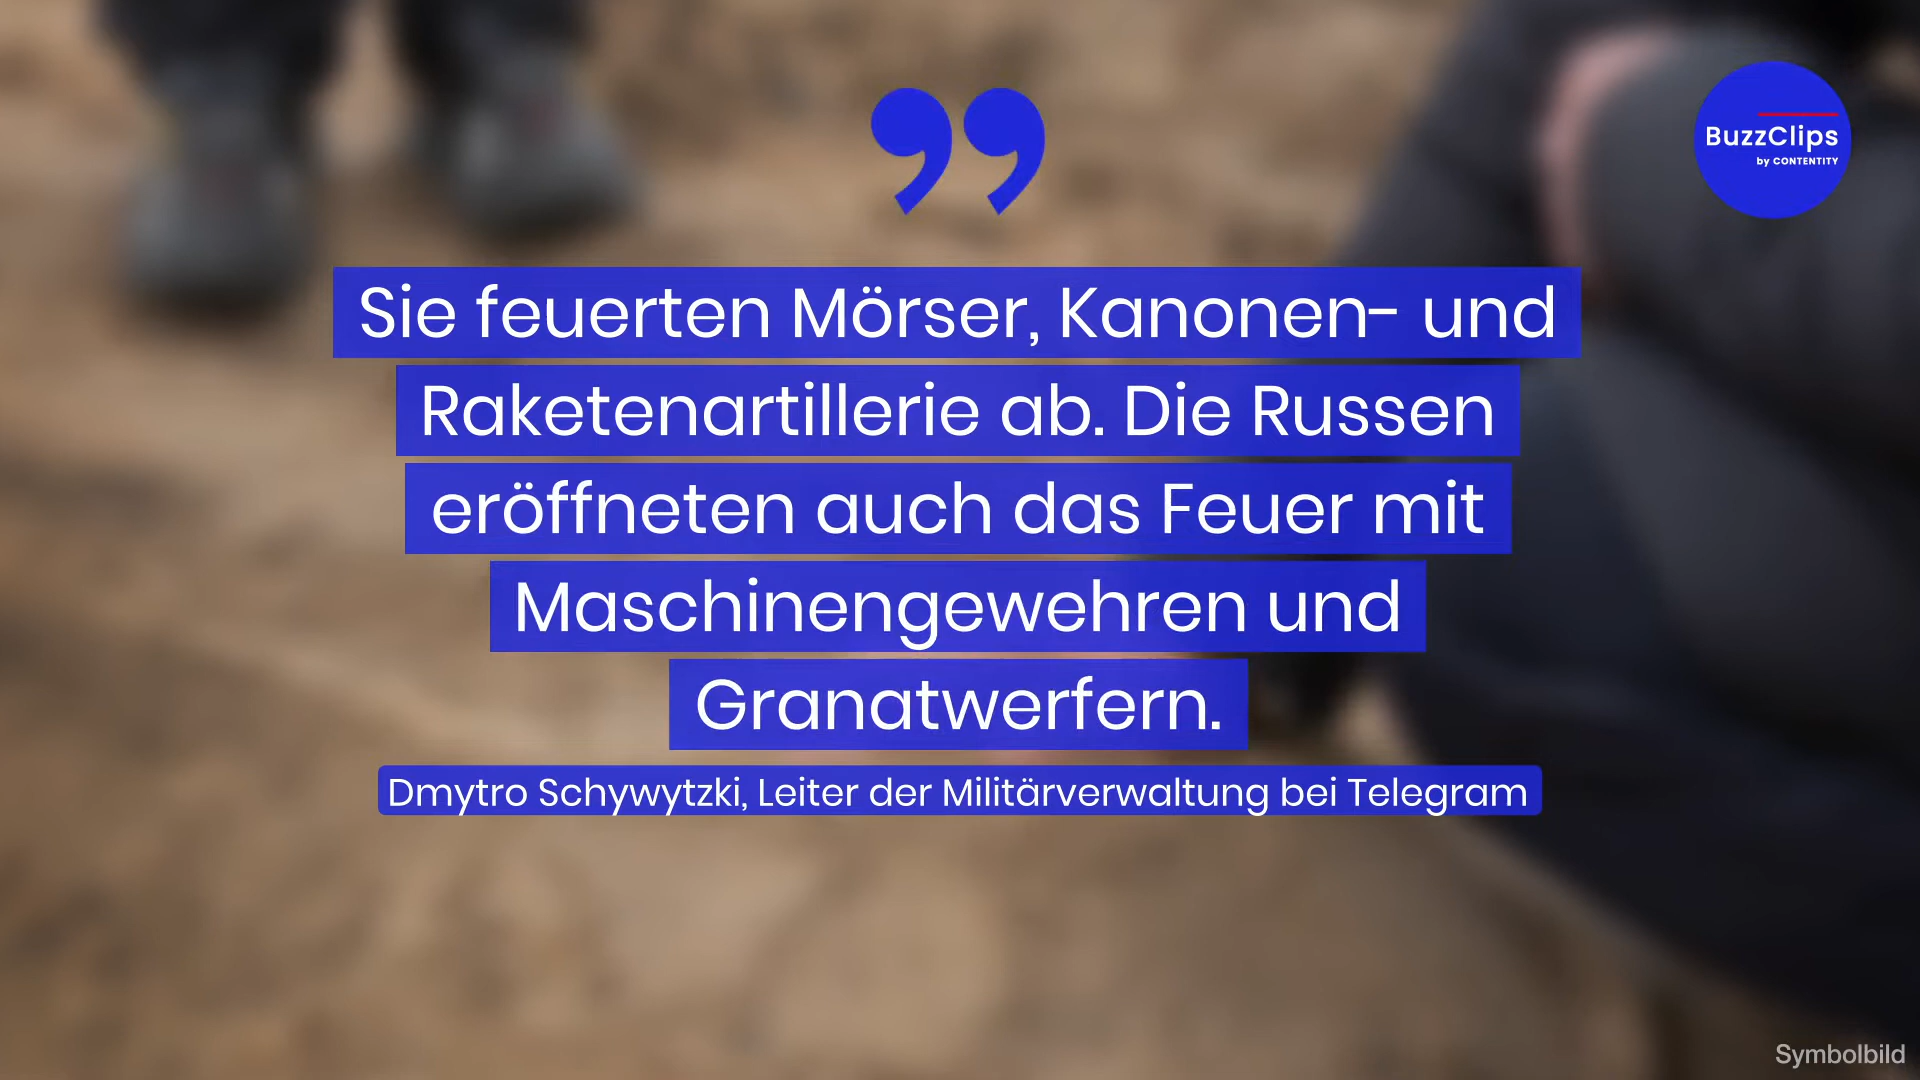 ”
BuzzClips
by CONTENTITY
Sie feuerten Mörser, Kanonen- und
Raketenartillerie ab. Die Russen
eröffneten auch das Feuer mit
Maschinengewehren und
Granatwerfern.
Dmytro Schywytzki, Leiter der Militärverwaltung bei Telegram
Symbolbild